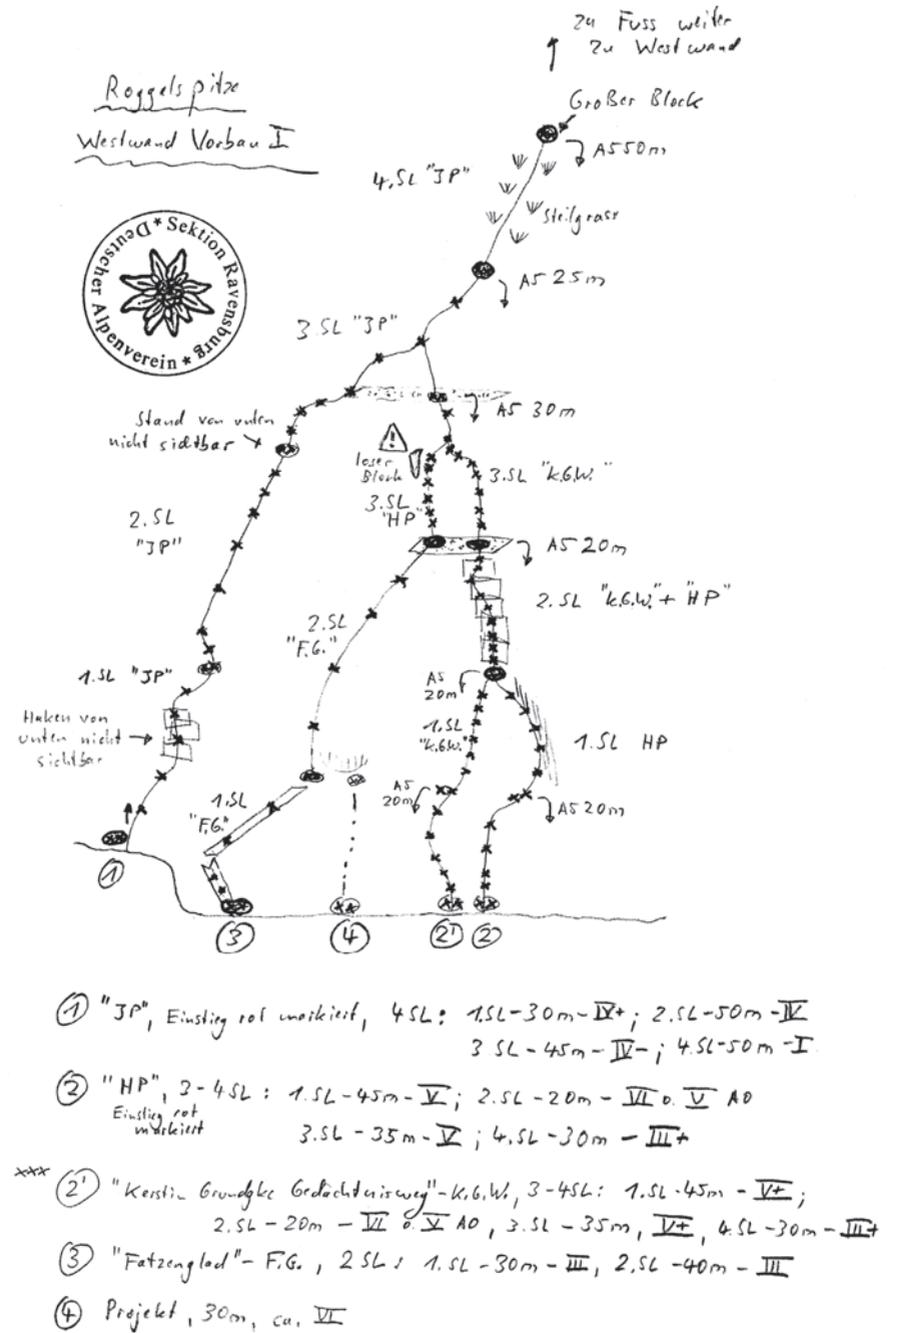 zu Fuss weiter
zu Westwand
Roggelspitze
Westwand Vorbau I
Großer Block
A5 50m
4.SL "JP"
Steilgrass
Deutscher Alpenverein * Sektion Ravensburg *
A5 25m
3.SL "JP"
A5 30m
Stand von unten
nicht sichtbar
loser
Block
3.SL "k.G.W."
3.SL
"HP"
2.SL
"JP"
A5 20m
2.SL "k.G.W." + "HP"
2.SL
"F.G."
1.SL "JP"
A5
20m
Haken von
unten nicht
sichtbar
1.SL
"k.G.W."
1.SL HP
A5
20m
A5 20m
1.SL
"F.G."
1
3
4
2'
2
1 "JP", Einstieg rot markiert, 4SL: 1.SL-30m-IV+; 2.SL-50m-IV
3 SL-45m-IV-; 4.SL-50m-I
2 "HP", 3-4SL: 1.SL-45m-V; 2.SL-20m-VI o. V A0
Einstieg rot
markiert
3.SL-35m-V; 4.SL-30m-III+
xxx
2' "Kerstin Gedächtnisweg"-K.G.W., 3-4SL: 1.SL-45m-V+;
2.SL-20m-VI o. V A0, 3.SL-35m, V+, 4.SL-30m-III+
3 "Fatzenglad"-F.G., 2SL: 1.SL-30m-III, 2.SL-40m-III
4 Projekt, 30m, ca. VI